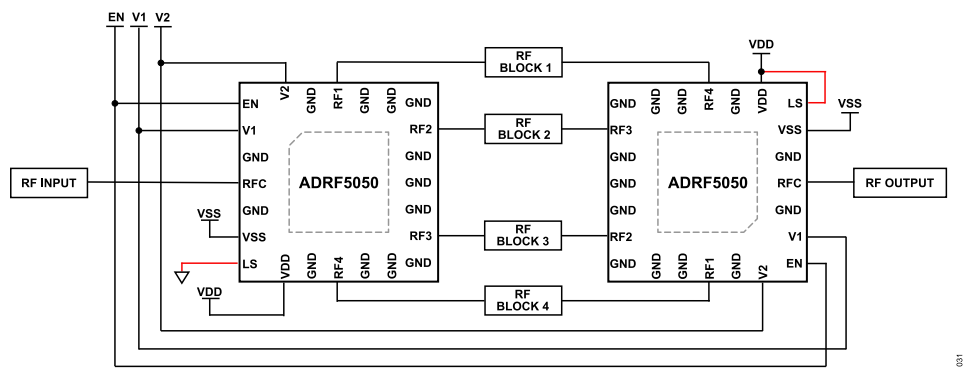 EN V1 V2
RF BLOCK 1
RF BLOCK 2
RF BLOCK 3
RF BLOCK 4
RF INPUT
EN
V1
GND
RFC
GND
VSS
LS
V2
GND
RF1
GND
GND
GND
RF2
RF3
GND
VDD
GND
RF4
GND
GND
ADRF5050
VSS
VDD
GND
RF3
GND
GND
RF2
GND
GND
GND
RF4
GND
VDD
LS
VSS
GND
RFC
GND
V1
EN
GND
GND
RF1
GND
V2
ADRF5050
VDD
VSS
RF OUTPUT
031